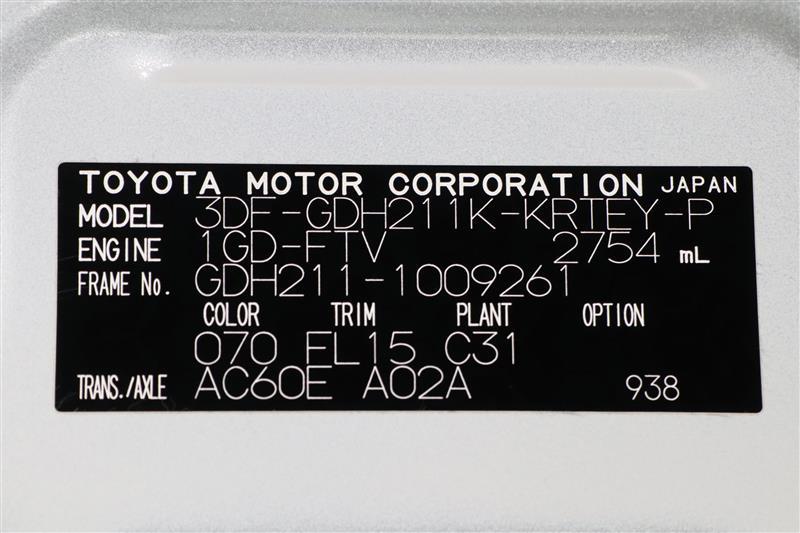 TOYOTA MOTOR CORPORATION JAPAN
MODEL 3DF-GDH211K-KRTEY-P
ENGINE 1GD-FTV 2754 mL
FRAME No. GDH211-1009261
COLOR TRIM PLANT OPTION
070 FL15 C31
TRANS./AXLE AC60E A02A 938